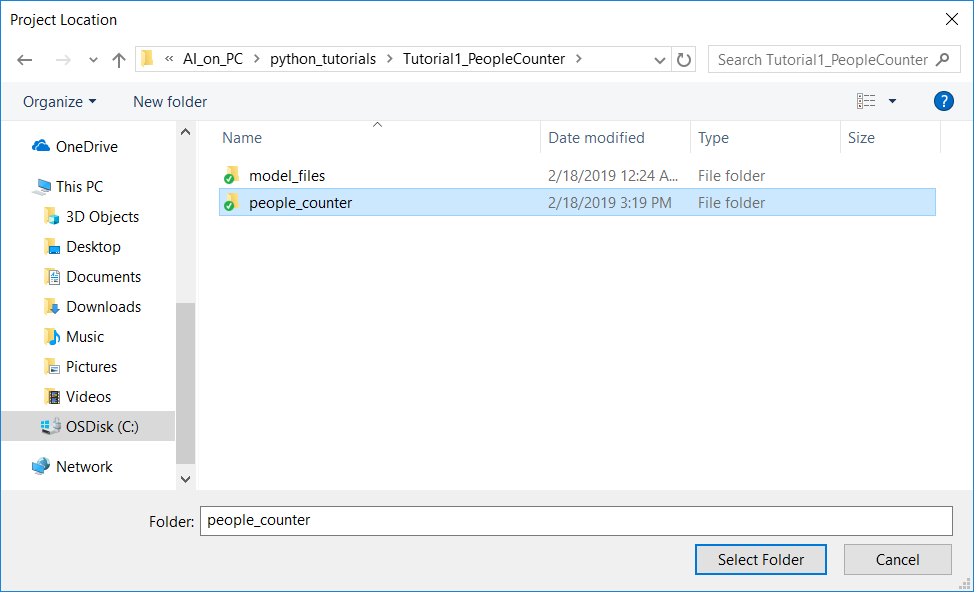 Project Location
« AI_on_PC > python_tutorials > Tutorial1_PeopleCounter >
Search Tutorial1_PeopleCounter
Organize
New folder
?
Name
Date modified
Type
Size
OneDrive
This PC
3D Objects
Desktop
Documents
Downloads
Music
Pictures
Videos
OSDisk (C:)
Network
model_files 2/18/2019 12:24 A... File folder
people_counter 2/18/2019 3:19 PM File folder
Folder: people_counter
Select Folder
Cancel